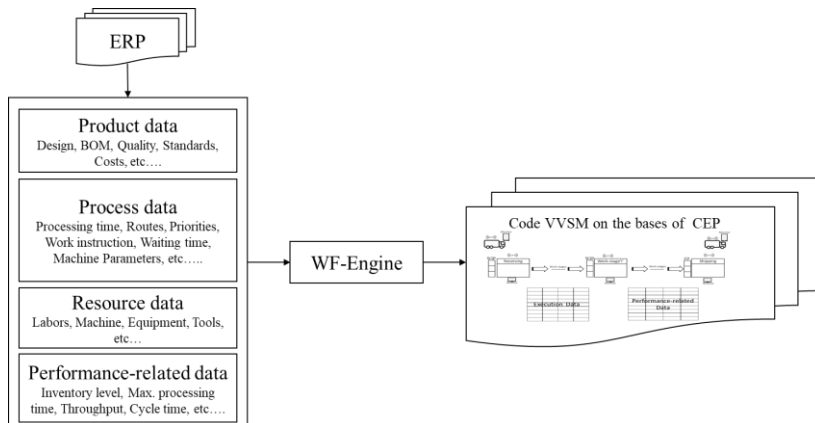 ERP
Product data
Design, BOM, Quality, Standards,
Costs, etc….
Process data
Processing time, Routes, Priorities,
Work instruction, Waiting time,
Machine Parameters, etc…..
Resource data
Labors, Machine, Equipment, Tools,
etc…
Performance-related data
Inventory level, Max. processing
time, Throughput, Cycle time, etc….
WF-Engine
Code VVSM on the bases of CEP
Shipping
Execution Data
Performance-related
Data